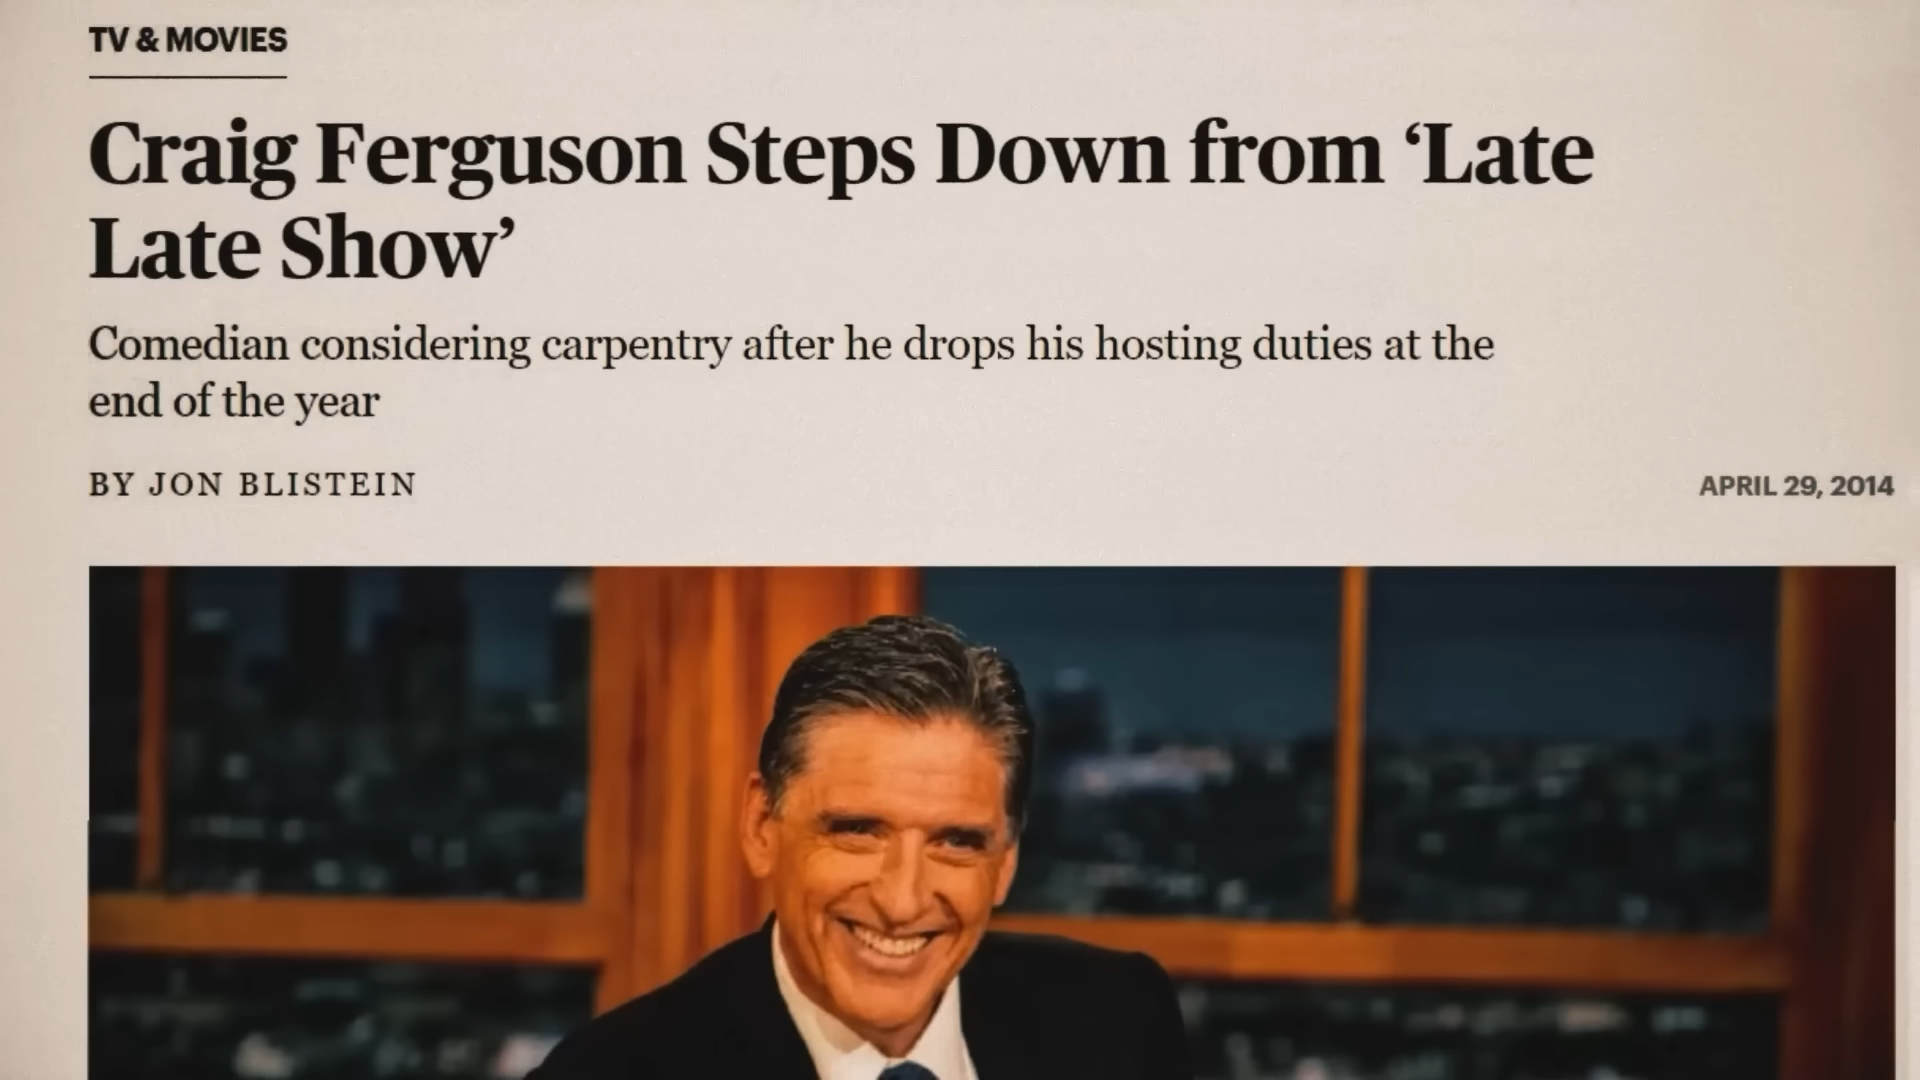 TV & MOVIES
Craig Ferguson Steps Down from ‘Late
Late Show’
Comedian considering carpentry after he drops his hosting duties at the
end of the year
BY JON BLISTEIN
APRIL 29, 2014